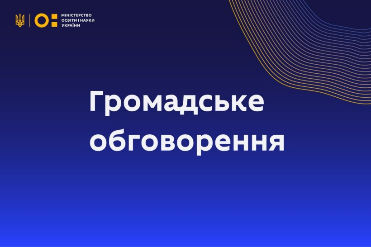 МІНІСТЕРСТВО
ОСВІТИ І НАУКИ
УКРАЇНИ
Громадське
обговорення